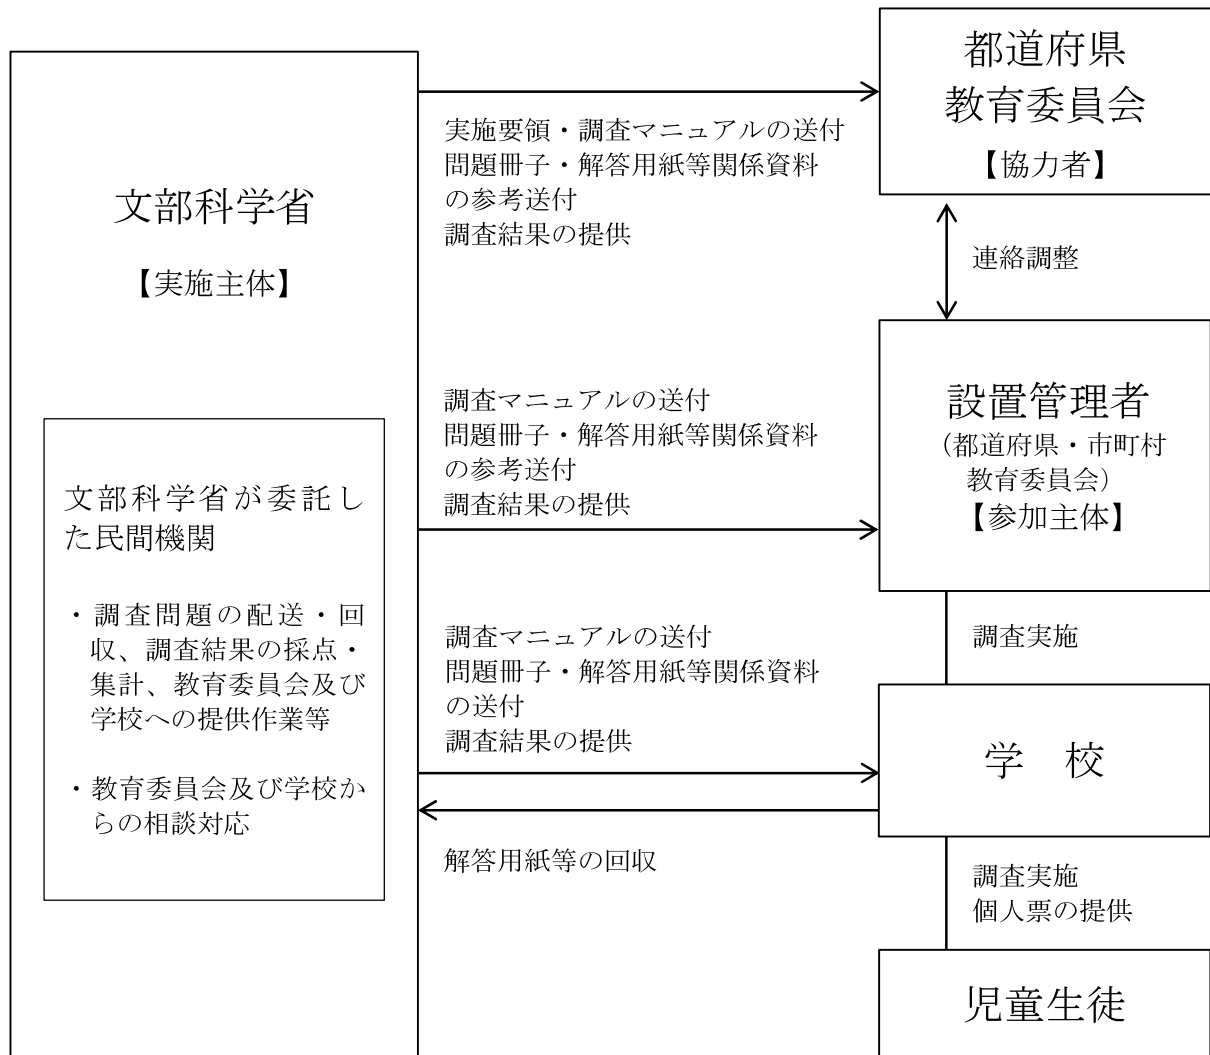 文部科学省
【実施主体】
文部科学省が委託し
た民間機関
・調査問題の配送・回
収、調査結果の採点・
集計、教育委員会及び
学校への提供作業等
・教育委員会及び学校か
らの相談対応
実施要領・調査マニュアルの送付
問題冊子・解答用紙等関係資料
の参考送付
調査結果の提供
調査マニュアルの送付
問題冊子・解答用紙等関係資料
の参考送付
調査結果の提供
調査マニュアルの送付
問題冊子・解答用紙等関係資料
の送付
調査結果の提供
解答用紙等の回収
都道府県
教育委員会
【協力者】
連絡調整
設置管理者
(都道府県・市町村
教育委員会)
【参加主体】
調査実施
学　校
調査実施
個人票の提供
児童生徒